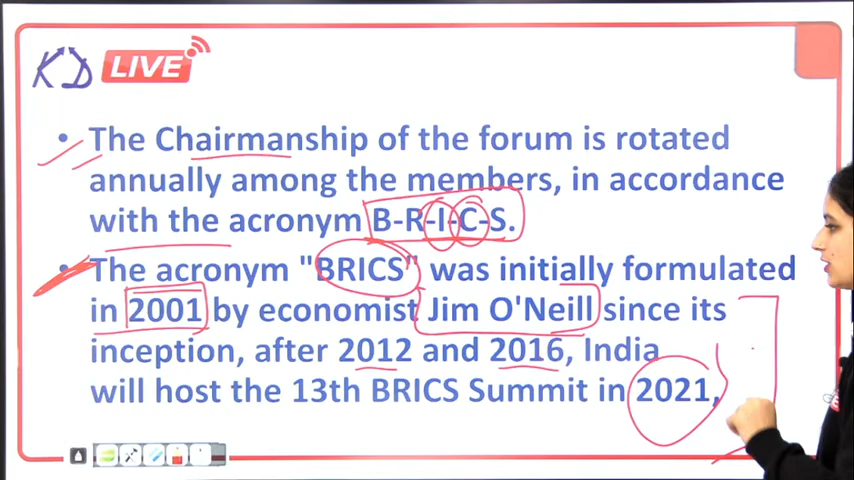 KD LIVE
• The Chairmanship of the forum is rotated
annually among the members, in accordance
with the acronym B-R-I-C-S.
• The acronym "BRICS" was initially formulated
in 2001 by economist Jim O'Neill since its
inception, after 2012 and 2016, India
will host the 13th BRICS Summit in 2021,